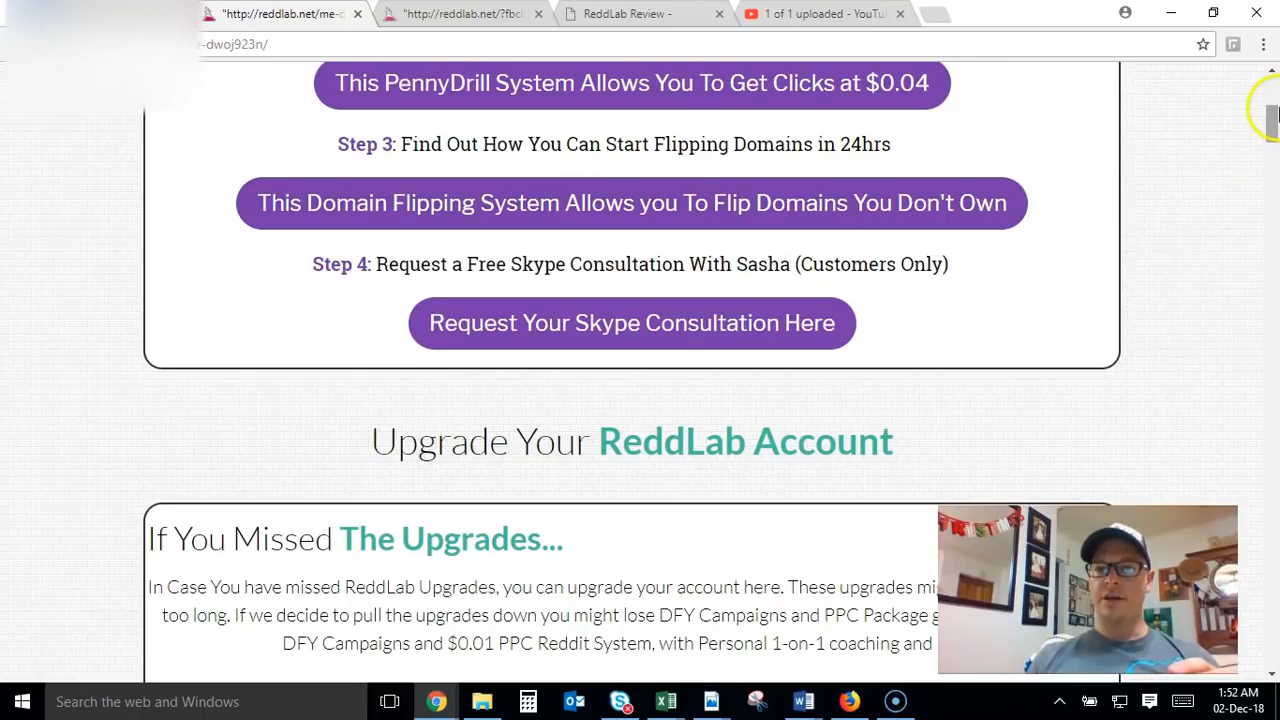 "http://reddlab.net/me-d
"http://reddlab.net/?fbcl
ReddLab Review -
1 of 1 uploaded - YouTu
e-dwoj923n/
This PennyDrill System Allows You To Get Clicks at $0.04
Step 3: Find Out How You Can Start Flipping Domains in 24hrs
This Domain Flipping System Allows you To Flip Domains You Don't Own
Step 4: Request a Free Skype Consultation With Sasha (Customers Only)
Request Your Skype Consultation Here
Upgrade Your ReddLab Account
If You Missed The Upgrades...
In Case You have missed ReddLab Upgrades, you can upgrade your account here. These upgrades mi
too long. If we decide to pull the upgrades down you might lose DFY Campaigns and PPC Package g
DFY Campaigns and $0.01 PPC Reddit System, with Personal 1-on-1 coaching and
Search the web and Windows
1:52 AM
02-Dec-18